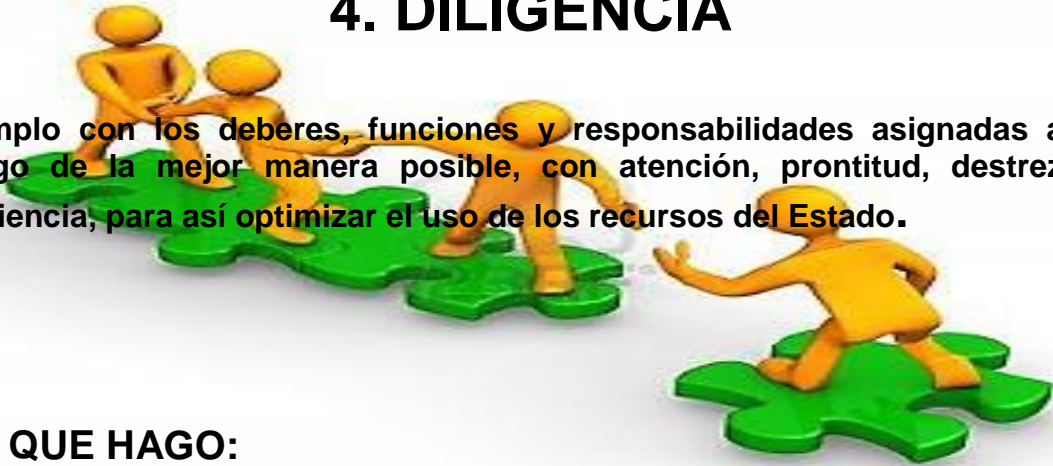 4. DILIGENCIA
mplo con los deberes, funciones y responsabilidades asignadas a
go de la mejor manera posible, con atención, prontitud, destrez
iencia, para así optimizar el uso de los recursos del Estado.
QUE HAGO: